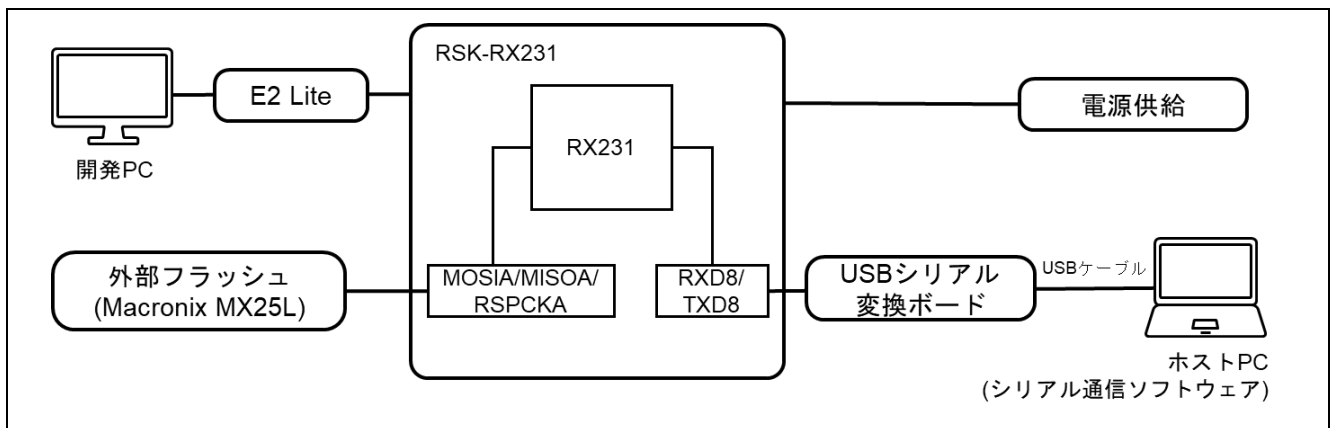 RSK-RX231
E2 Lite
電源供給
RX231
開発PC
外部フラッシュ
(Macronix MX25L)
MOSIA/MISOA/
RSPCKA
RXD8/
TXD8
USBシリアル
変換ボード
USBケーブル
ホストPC
(シリアル通信ソフトウェア)